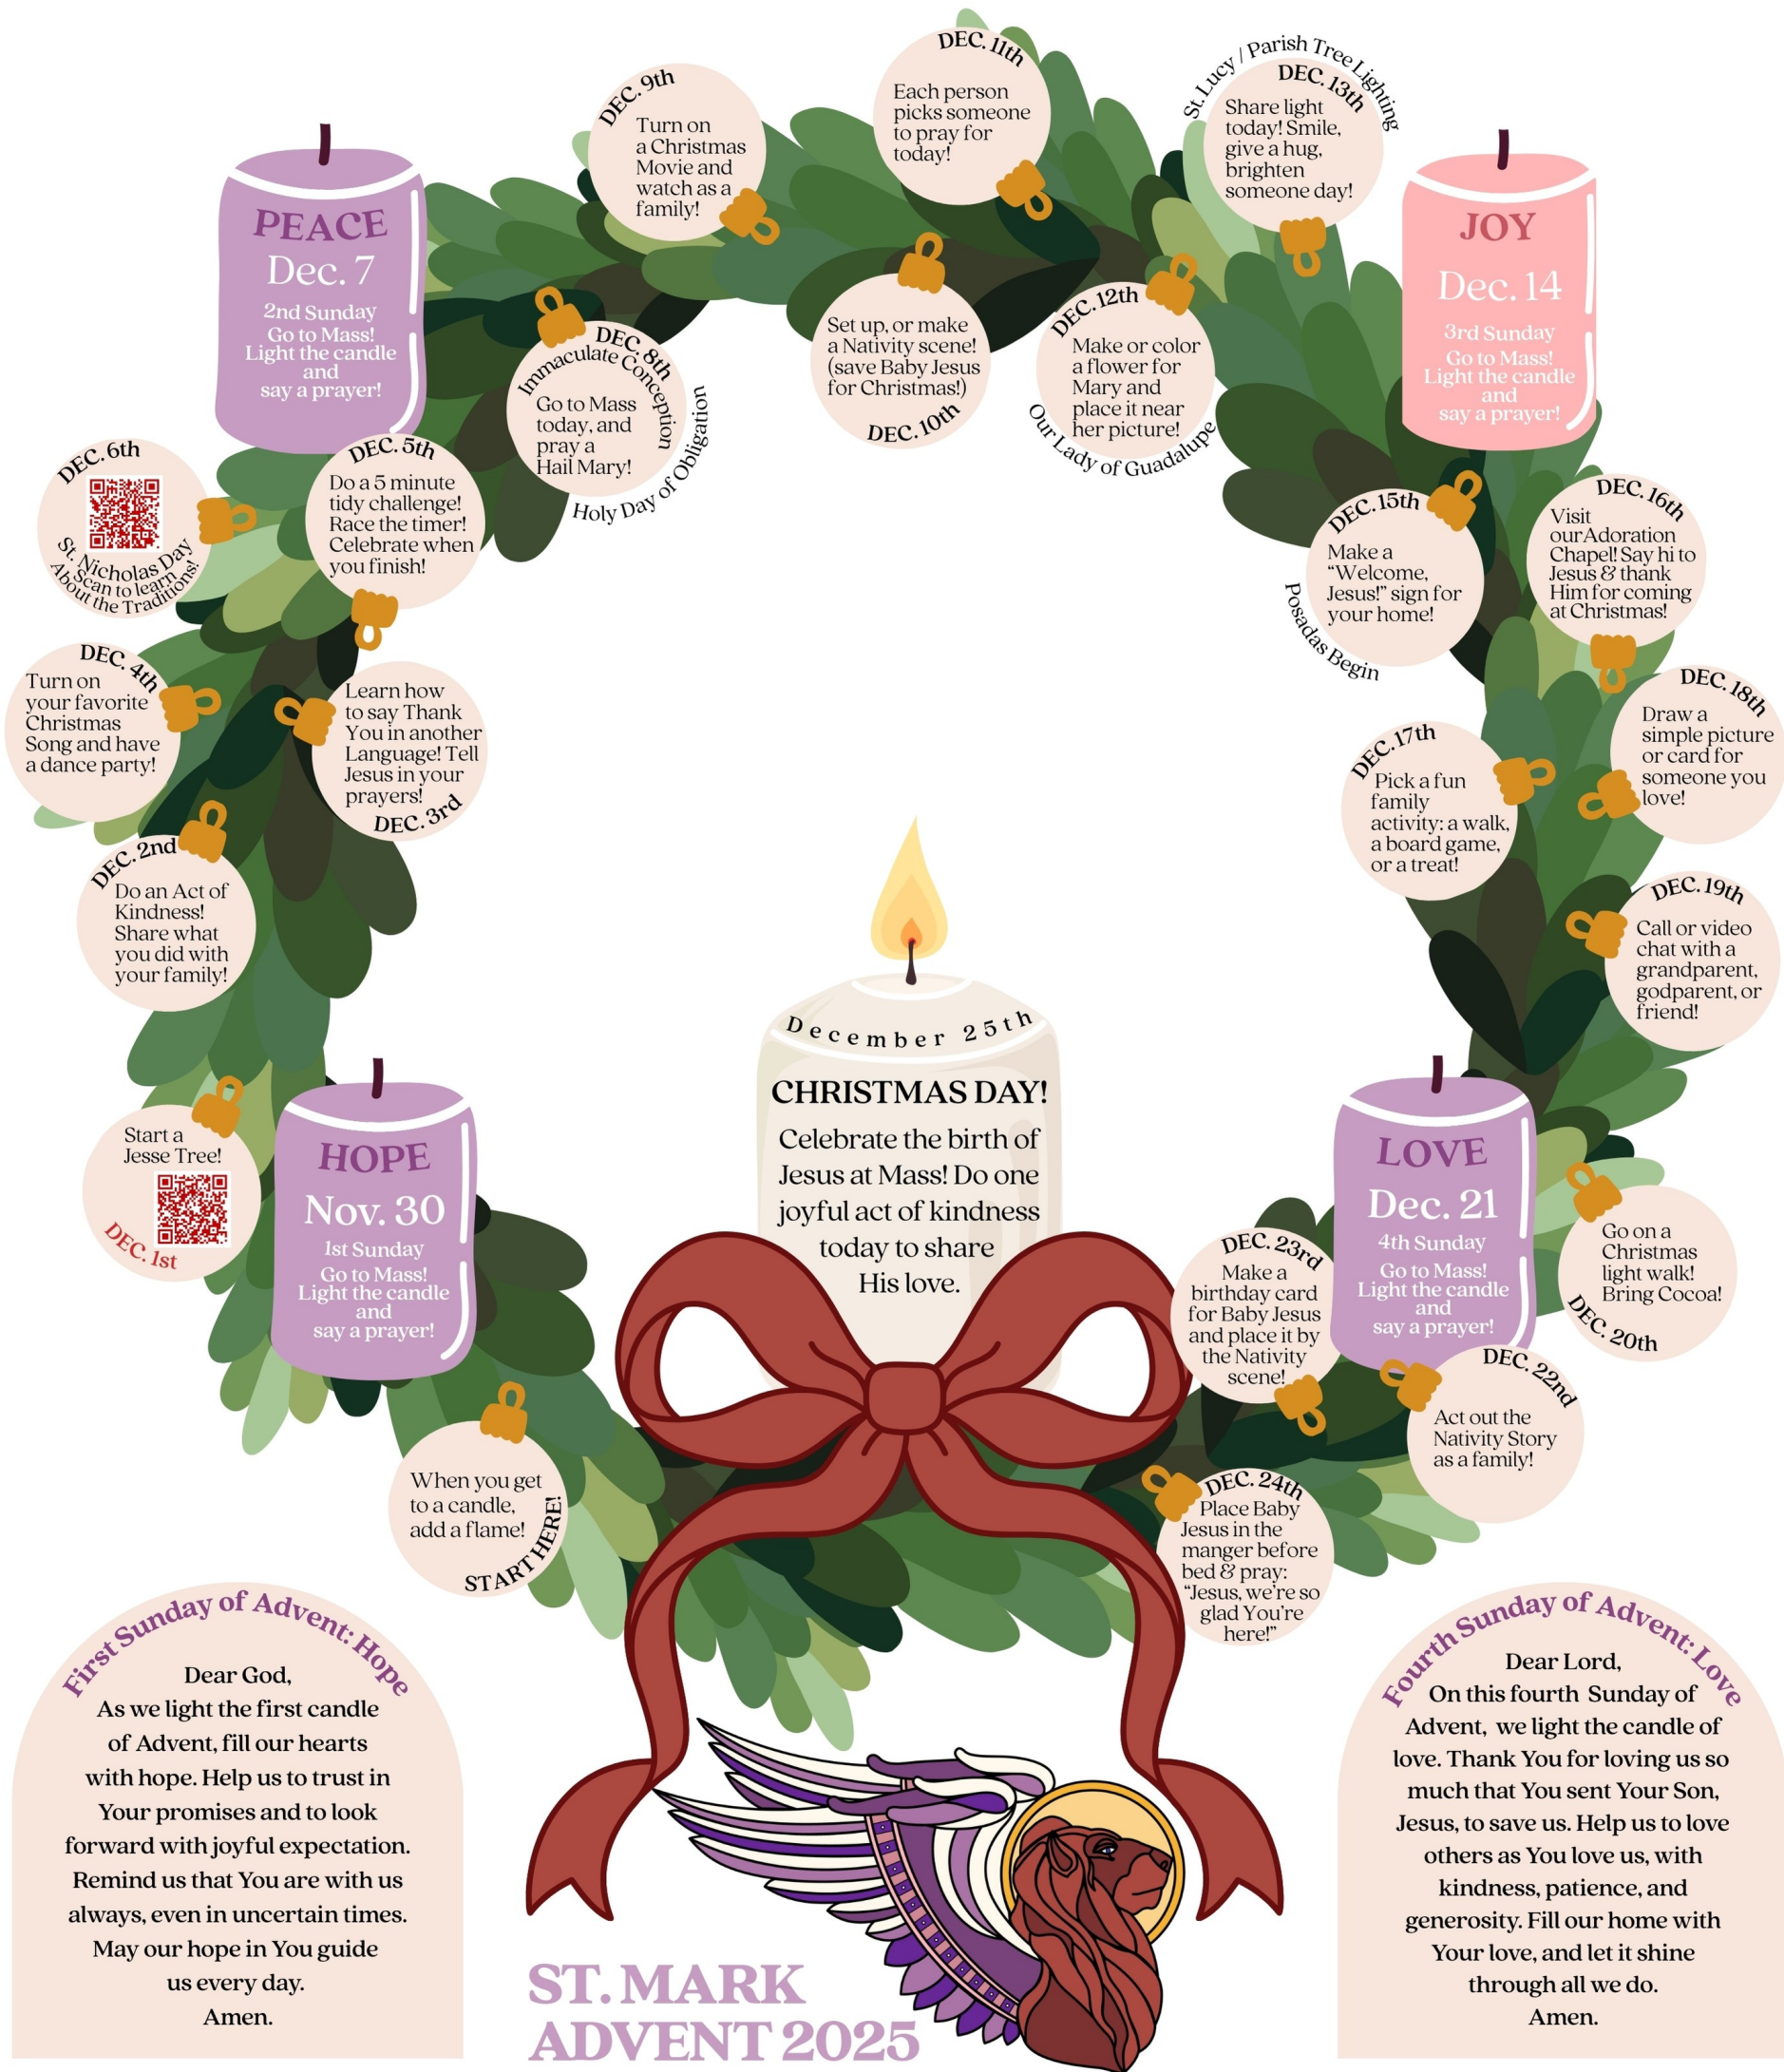 When you get
to a candle,
add a flame!
START HERE!
HOPE
Nov. 30
1st Sunday
Go to Mass!
Light the candle
and
say a prayer!
Start a
Jesse Tree!
DEC. 1st
DEC. 2nd
Do an Act of
Kindness!
Share what
you did with
your family!
Learn how
to say Thank
You in another
Language! Tell
Jesus in your
prayers!
DEC. 3rd
DEC. 4th
Turn on
your favorite
Christmas
Song and have
a dance party!
DEC. 5th
Do a 5 minute
tidy challenge!
Race the timer!
Celebrate when
you finish!
DEC. 6th
St. Nicholas Day
Scan to learn
About the Traditions!
PEACE
Dec. 7
2nd Sunday
Go to Mass!
Light the candle
and
say a prayer!
DEC. 8th
Immaculate Conception
Go to Mass
today, and
pray a
Hail Mary!
Holy Day of Obligation
DEC. 9th
Turn on
a Christmas
Movie and
watch as a
family!
Set up, or make
a Nativity scene!
(save Baby Jesus
for Christmas!)
DEC. 10th
DEC. 11th
Each person
picks someone
to pray for
today!
DEC. 12th
Make or color
a flower for
Mary and
place it near
her picture!
Our Lady of Guadalupe
St. Lucy / Parish Tree Lighting
DEC. 13th
Share light
today! Smile,
give a hug,
brighten
someone day!
JOY
Dec. 14
3rd Sunday
Go to Mass!
Light the candle
and
say a prayer!
DEC. 15th
Make a
“Welcome,
Jesus!” sign for
your home!
Posadas Begin
DEC. 16th
Visit
ourAdoration
Chapel! Say hi to
Jesus & thank
Him for coming
at Christmas!
DEC. 17th
Pick a fun
family
activity: a walk,
a board game,
or a treat!
DEC. 18th
Draw a
simple picture
or card for
someone you
love!
DEC. 19th
Call or video
chat with a
grandparent,
godparent, or
friend!
Go on a
Christmas
light walk!
Bring Cocoa!
DEC. 20th
LOVE
Dec. 21
4th Sunday
Go to Mass!
Light the candle
and
say a prayer!
DEC. 22nd
Act out the
Nativity Story
as a family!
DEC. 23rd
Make a
birthday card
for Baby Jesus
and place it by
the Nativity
scene!
DEC. 24th
Place Baby
Jesus in the
manger before
bed & pray:
“Jesus, we’re so
glad You’re
here!”
December 25th
CHRISTMAS DAY!
Celebrate the birth of
Jesus at Mass! Do one
joyful act of kindness
today to share
His love.
First Sunday of Advent: Hope
Dear God,
As we light the first candle
of Advent, fill our hearts
with hope. Help us to trust in
Your promises and to look
forward with joyful expectation.
Remind us that You are with us
always, even in uncertain times.
May our hope in You guide
us every day.
Amen.
ST. MARK
ADVENT 2025
Fourth Sunday of Advent: Love
Dear Lord,
On this fourth Sunday of
Advent, we light the candle of
love. Thank You for loving us so
much that You sent Your Son,
Jesus, to save us. Help us to love
others as You love us, with
kindness, patience, and
generosity. Fill our home with
Your love, and let it shine
through all we do.
Amen.